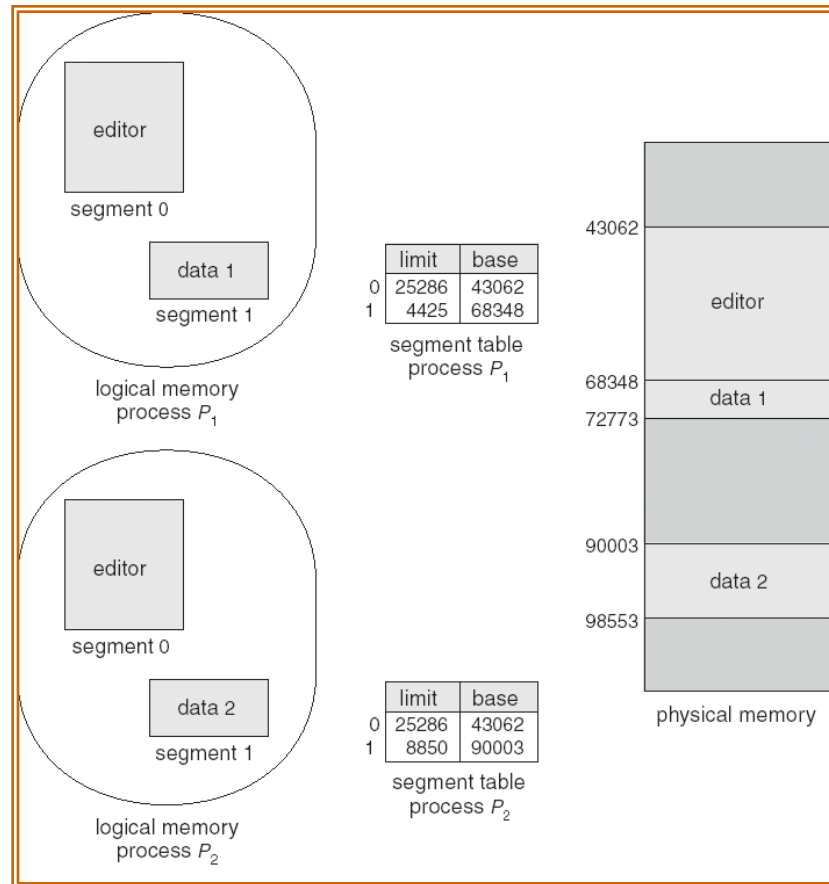 editor
segment 0
data 1
segment 1
logical memory
process P1
limit base
0 25286 43062
1 4425 68348
segment table
process P1
43062
editor
68348
data 1
72773
90003
data 2
98553
physical memory
editor
segment 0
data 2
segment 1
logical memory
process P2
limit base
0 25286 43062
1 8850 90003
segment table
process P2